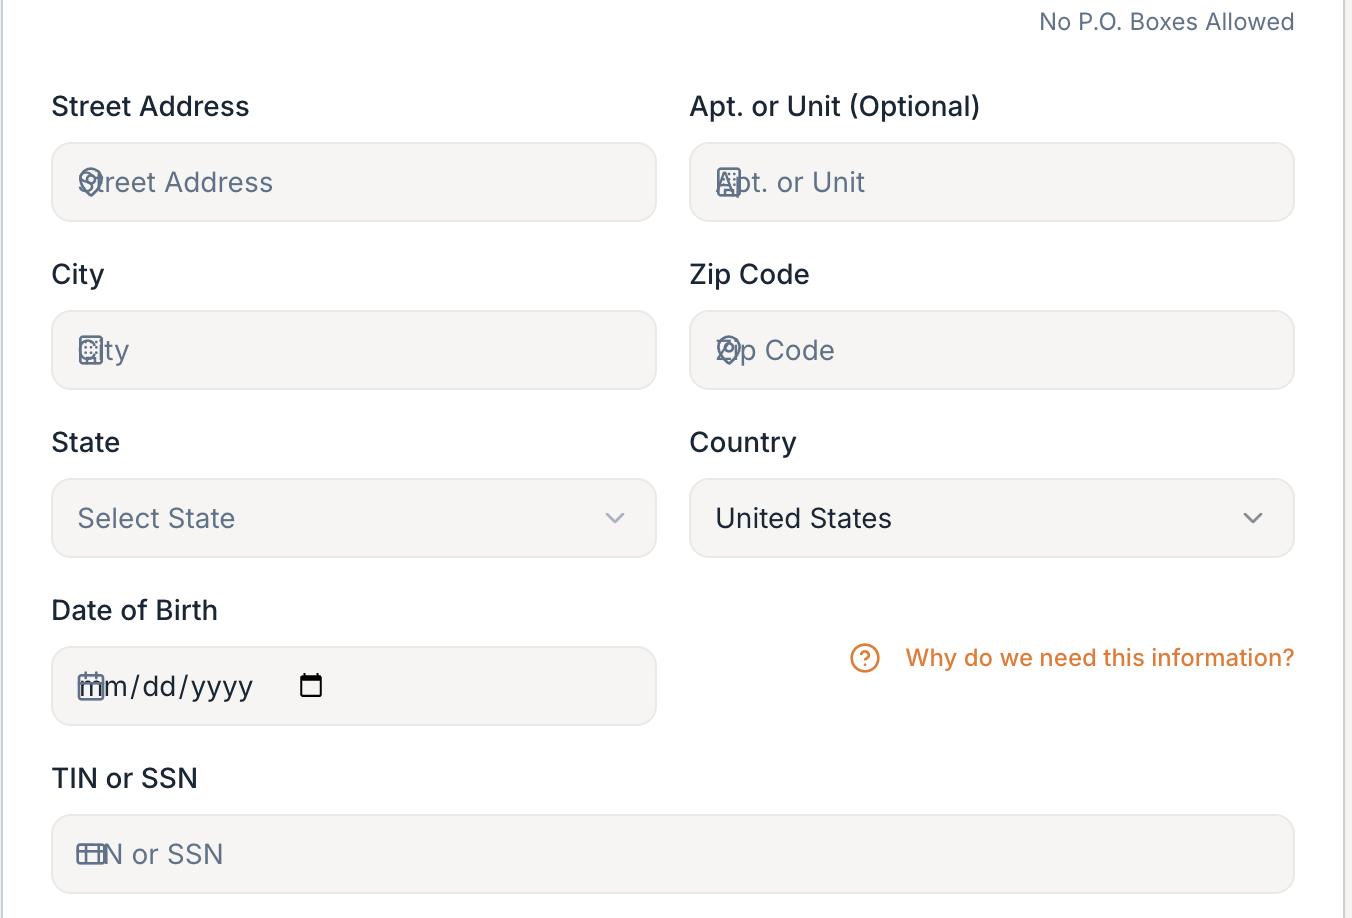 No P.O. Boxes Allowed
Street Address
Apt. or Unit (Optional)
Street Address
Apt. or Unit
City
Zip Code
City
Zip Code
State
Country
Select State
United States
Date of Birth
Why do we need this information?
mm/dd/yyyy
TIN or SSN
TIN or SSN